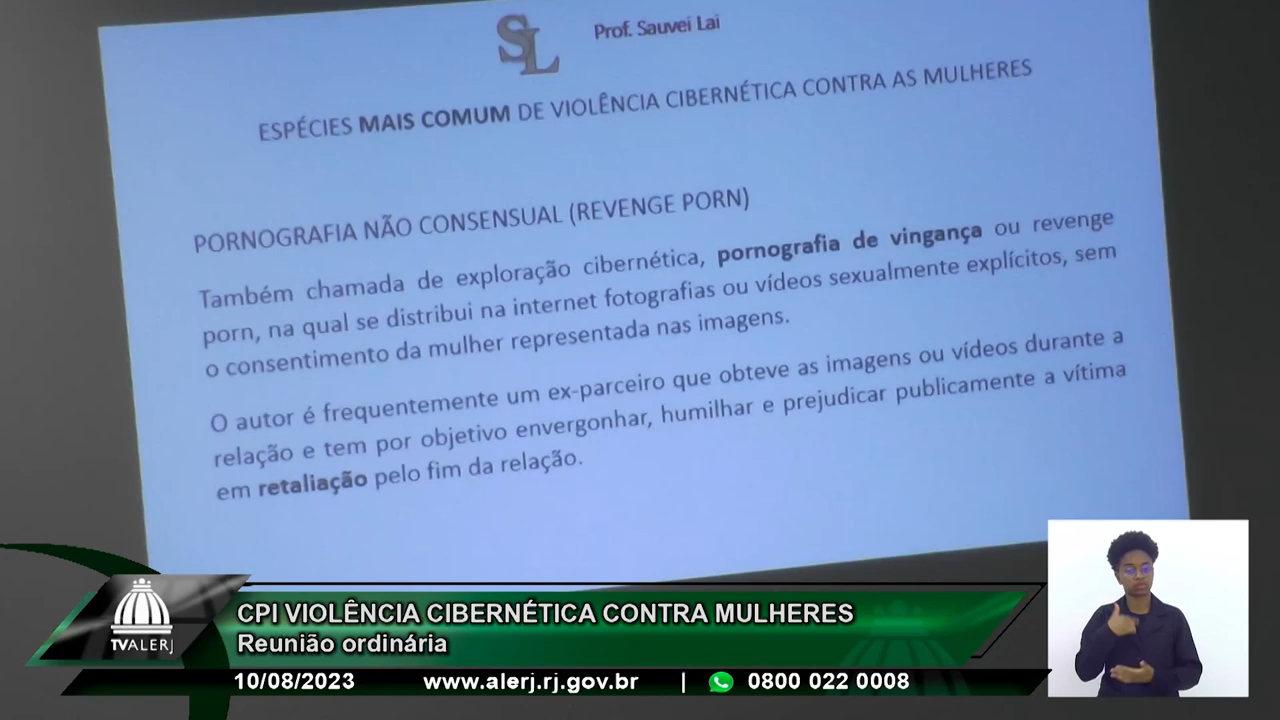 SL
Prof. Sauvei Lai
ESPÉCIES MAIS COMUM DE VIOLÊNCIA CIBERNÉTICA CONTRA AS MULHERES
PORNOGRAFIA NÃO CONSENSUAL (REVENGE PORN)
Também chamada de exploração cibernética, pornografia de vingança ou revenge
porn, na qual se distribui na internet fotografias ou vídeos sexualmente explícitos, sem
o consentimento da mulher representada nas imagens.
O autor é frequentemente um ex-parceiro que obteve as imagens ou vídeos durante a
relação e tem por objetivo envergonhar, humilhar e prejudicar publicamente a vítima
em retaliação pelo fim da relação.
CPI VIOLÊNCIA CIBERNÉTICA CONTRA MULHERES
TVALERJ
Reunião ordinária
10/08/2023 www.alerj.rj.gov.br | 0800 022 0008